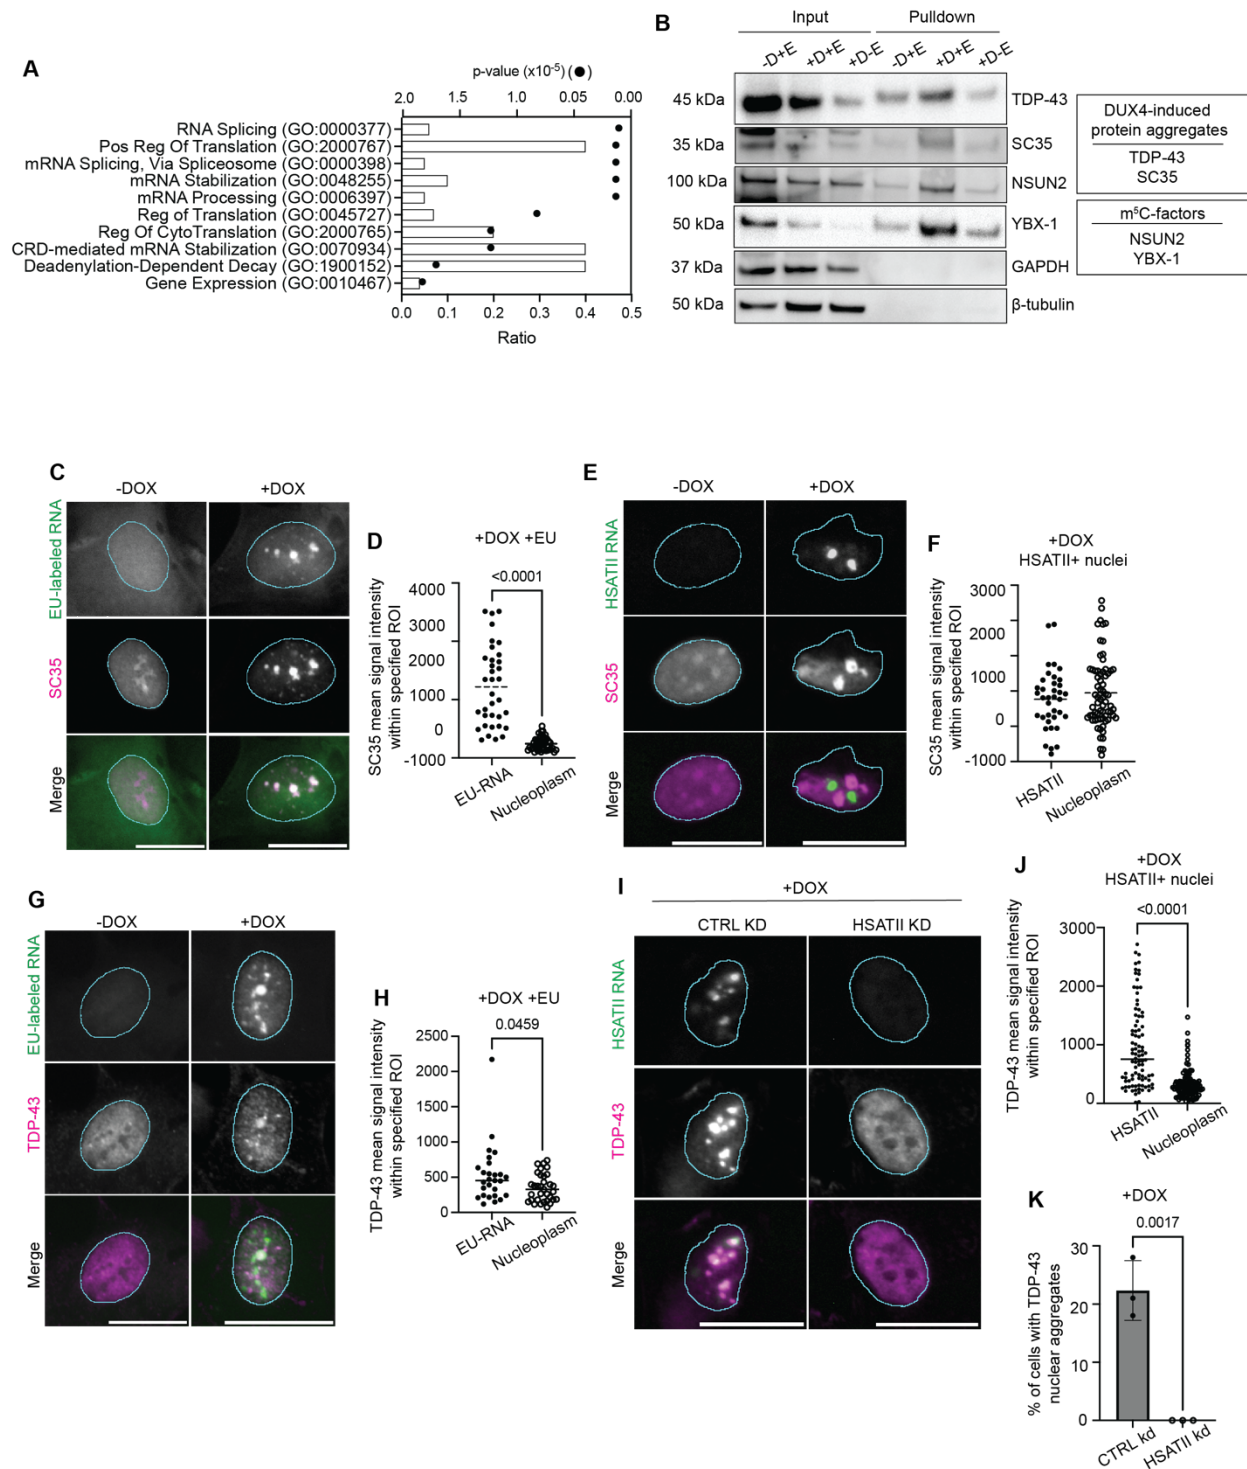 A
p-value (x10-5) (●)
2.0 1.5 1.0 0.05 0.00
RNA Splicing (GO:0000377)
Pos Reg Of Translation (GO:2000767)
mRNA Splicing, Via Spliceosome (GO:0000398)
mRNA Stabilization (GO:0048255)
mRNA Processing (GO:0006397)
Reg of Translation (GO:0045727)
Reg Of CytoTranslation (GO:2000765)
CRD-mediated mRNA Stabilization (GO:0070934)
Deadenylation-Dependent Decay (GO:1900152)
Gene Expression (GO:0010467)
0.0 0.1 0.2 0.3 0.4 0.5
Ratio
B
Input Pulldown
-D+E +D+E +D-E -D+E +D+E +D-E
45 kDa TDP-43
35 kDa SC35
100 kDa NSUN2
50 kDa YBX-1
37 kDa GAPDH
50 kDa β-tubulin
DUX4-induced
protein aggregates
TDP-43
SC35
m⁵C-factors
NSUN2
YBX-1
C
-DOX +DOX
EU-labeled RNA
SC35
Merge
D
+DOX +EU
<0.0001
SC35 mean signal intensity
within specified ROI
4000
3000
2000
1000
0
-1000
EU-RNA Nucleoplasm
E
-DOX +DOX
HSATII RNA
SC35
Merge
F
+DOX
HSATII+ nuclei
SC35 mean signal intensity
within specified ROI
3000
2000
1000
0
-1000
HSATII Nucleoplasm
G
-DOX +DOX
EU-labeled RNA
TDP-43
Merge
H
+DOX +EU
0.0459
TDP-43 mean signal intensity
within specified ROI
2500
2000
1500
1000
500
0
EU-RNA Nucleoplasm
I
+DOX
CTRL KD HSATII KD
HSATII RNA
TDP-43
Merge
J
+DOX
HSATII+ nuclei
<0.0001
TDP-43 mean signal intensity
within specified ROI
3000
2000
1000
0
HSATII Nucleoplasm
K
+DOX
0.0017
% of cells with TDP-43
nuclear aggregates
30
20
10
0
CTRL kd HSATII kd